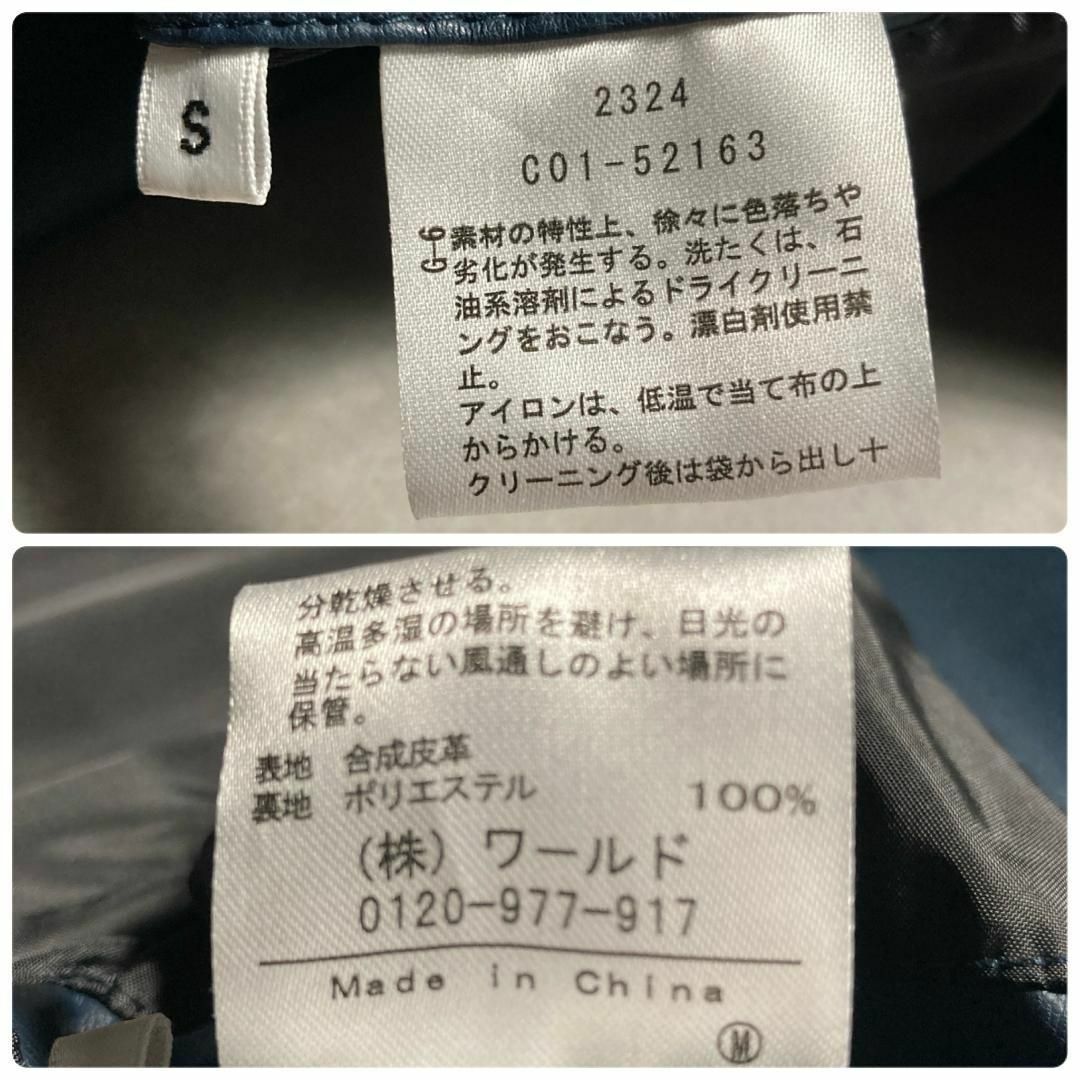 S
2324
C01-52163
G-6
素材の特性上、徐々に色落ちや
劣化が発生する。洗たくは、石
油系溶剤によるドライクリーニ
ングをおこなう。漂白剤使用禁
止。
アイロンは、低温で当て布の上
からかける。
クリーニング後は袋から出し十
分乾燥させる。
高温多湿の場所を避け、日光の
当たらない風通しのよい場所に
保管。
表地 合成皮革
裏地 ポリエステル 100%
(株) ワールド
0120-977-917
Made in China
M